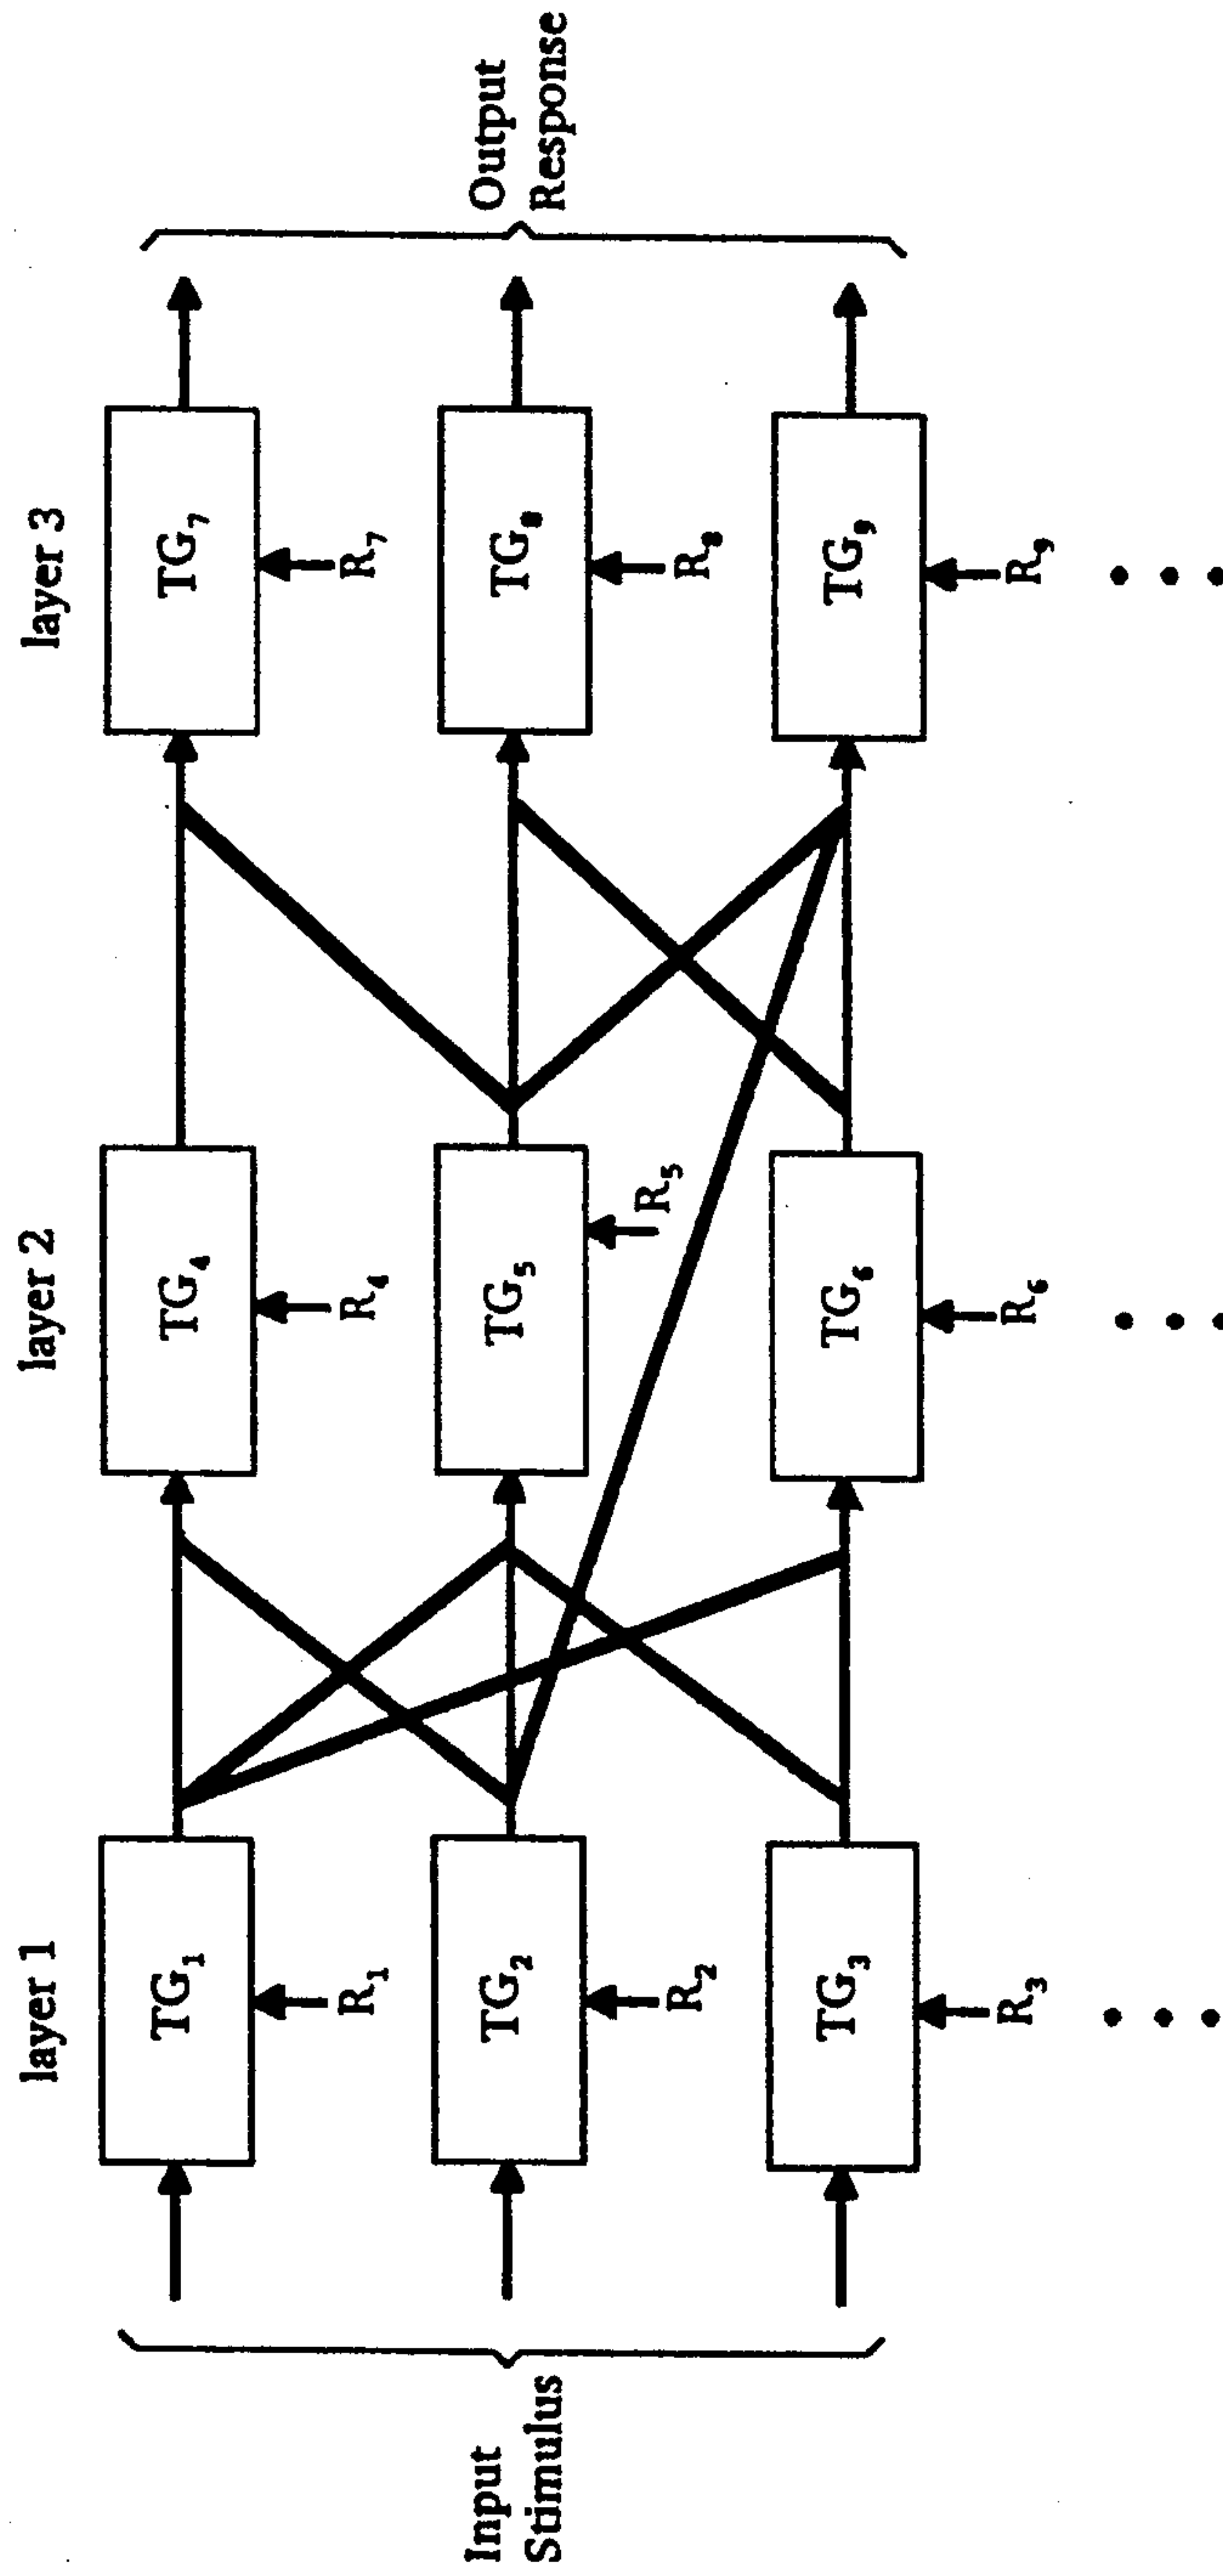 layer 1
layer 2
layer 3
Input
Stimulus
TG₁
R₁
TG₂
R₂
TG₃
R₃
TG₄
R₄
TG₅
R₅
TG₆
R₆
TG₇
R₇
TG₈
R₈
TG₉
R₉
Output
Response